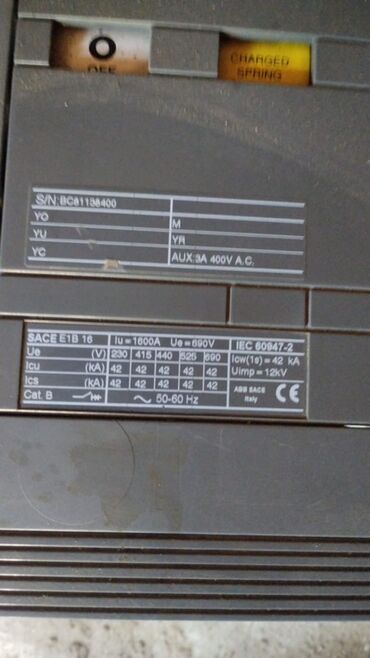 O
OFF
CHARGED
SPRING
S/N:BC81138400
YO M
YU YR
YC AUX:3A 400V A.C.
SACE E1B 16 Iu=1600A Ue=690V IEC 60947-2
Ue (V) 230 415 440 525 690 Icw(1s)=42 kA
Icu (kA) 42 42 42 42 42 Uimp=12kV
Ics (kA) 42 42 42 42 42 ABB SACE
Cat. B ~ 50-60 Hz Italy CE